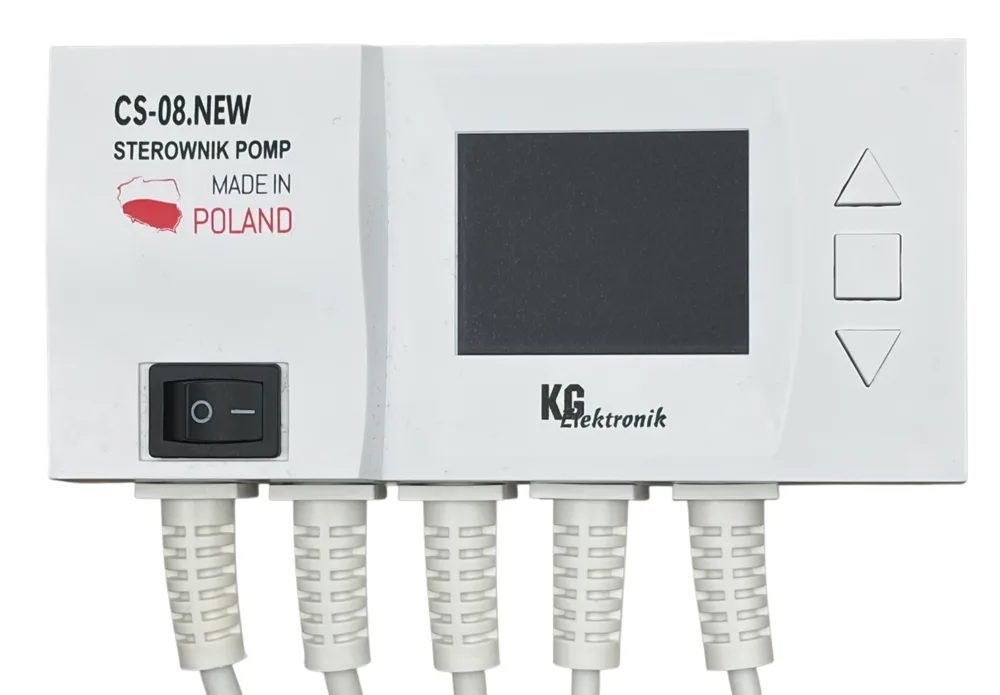 CS-08.NEW
STEROWNIK POMP
MADE IN
POLAND
KG
Elektronik